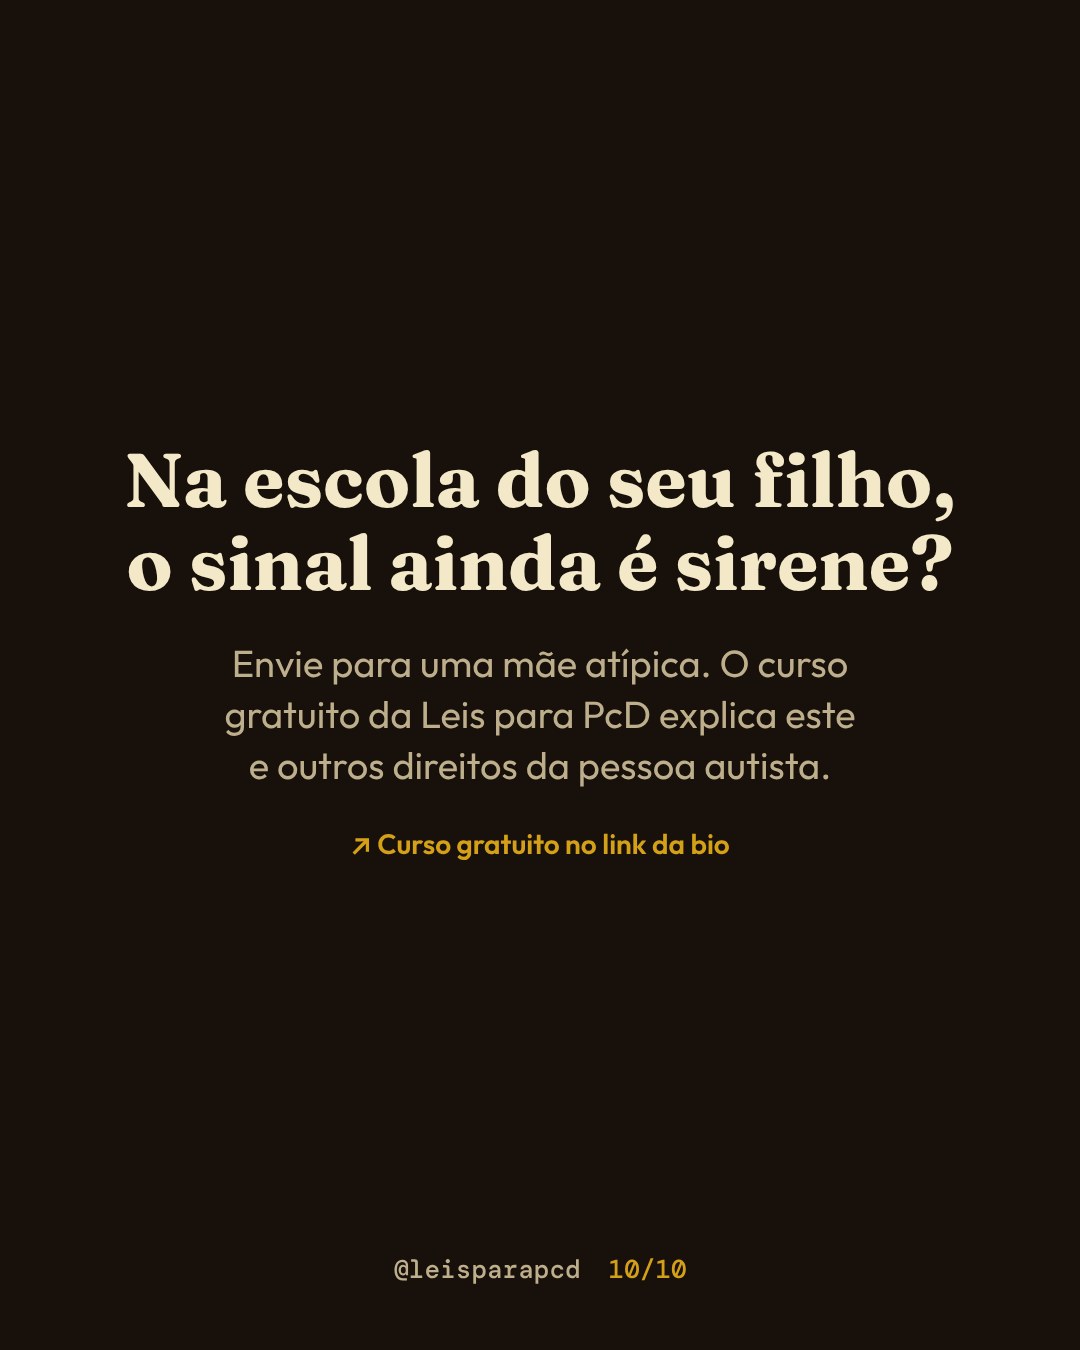 Na escola do seu filho,
o sinal ainda é sirene?
Envie para uma mãe atípica. O curso
gratuito da Leis para PcD explica este
e outros direitos da pessoa autista.
↗ Curso gratuito no link da bio
@leisparapcd 10/10